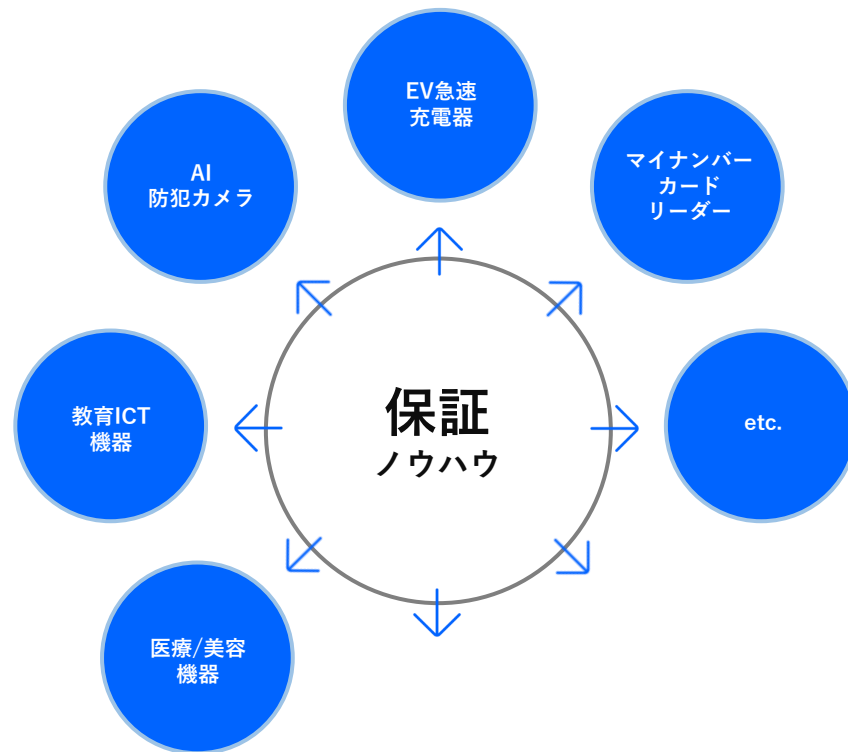 EV急速
充電器
AI
防犯カメラ
マイナンバー
カード
リーダー
教育ICT
機器
保証
ノウハウ
etc.
医療/美容
機器